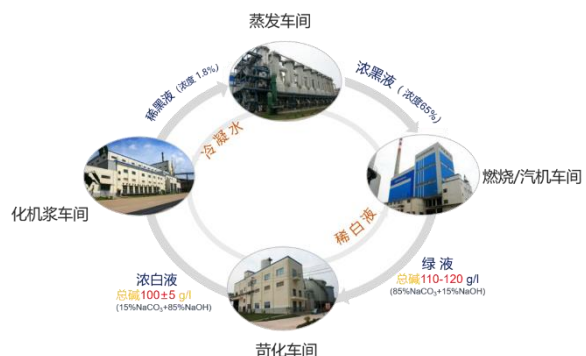 蒸发车间
稀黑液（浓度 1.8%）
浓黑液（浓度65%）
冷凝水
燃烧/汽机车间
化机浆车间
稀白液
浓白液
总碱100±5 g/l
(15%NaCO₃+85%NaOH)
绿 液
总碱110-120 g/l
(85%NaCO₃+15%NaOH)
苛化车间